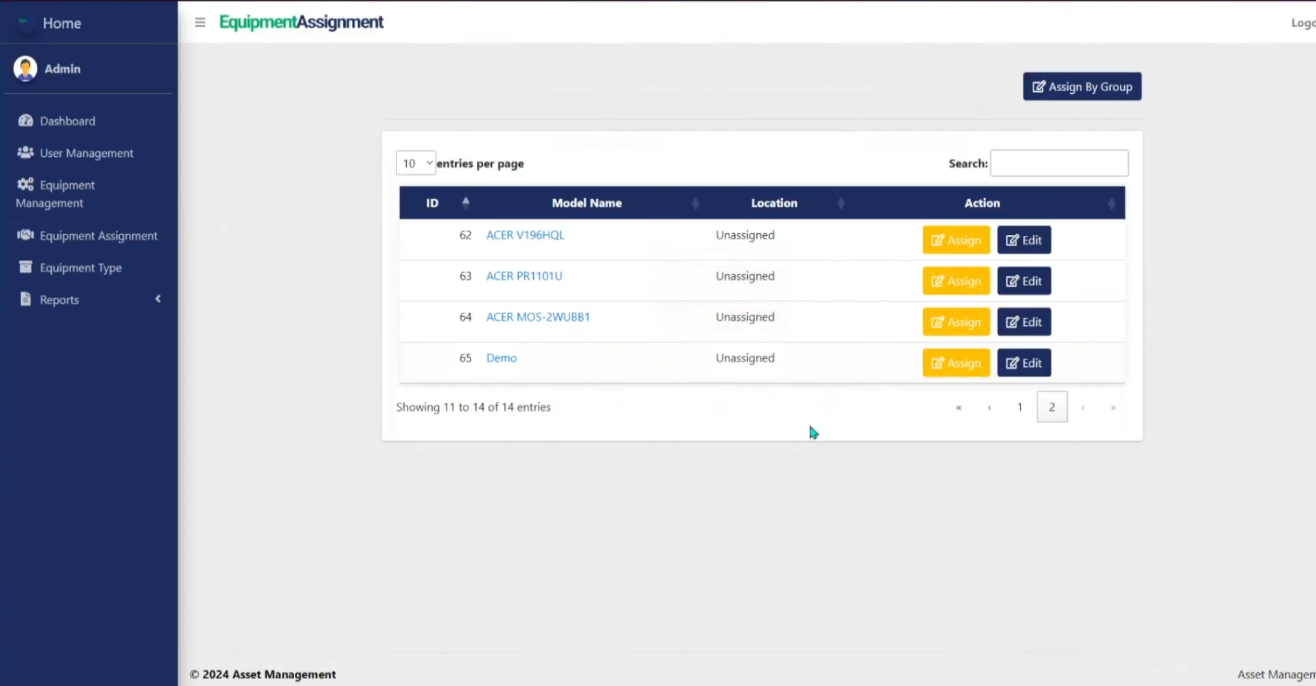 Home
EquipmentAssignment
Admin
Assign By Group
Dashboard
User Management
Equipment
Management
Equipment Assignment
Equipment Type
Reports
10 entries per page
Search:
ID Model Name Location Action
62 ACER V196HQL Unassigned Assign Edit
63 ACER PR1101U Unassigned Assign Edit
64 ACER MOS-2WUBB1 Unassigned Assign Edit
65 Demo Unassigned Assign Edit
Showing 11 to 14 of 14 entries
« ‹ 1 2 › »
© 2024 Asset Management
Asset